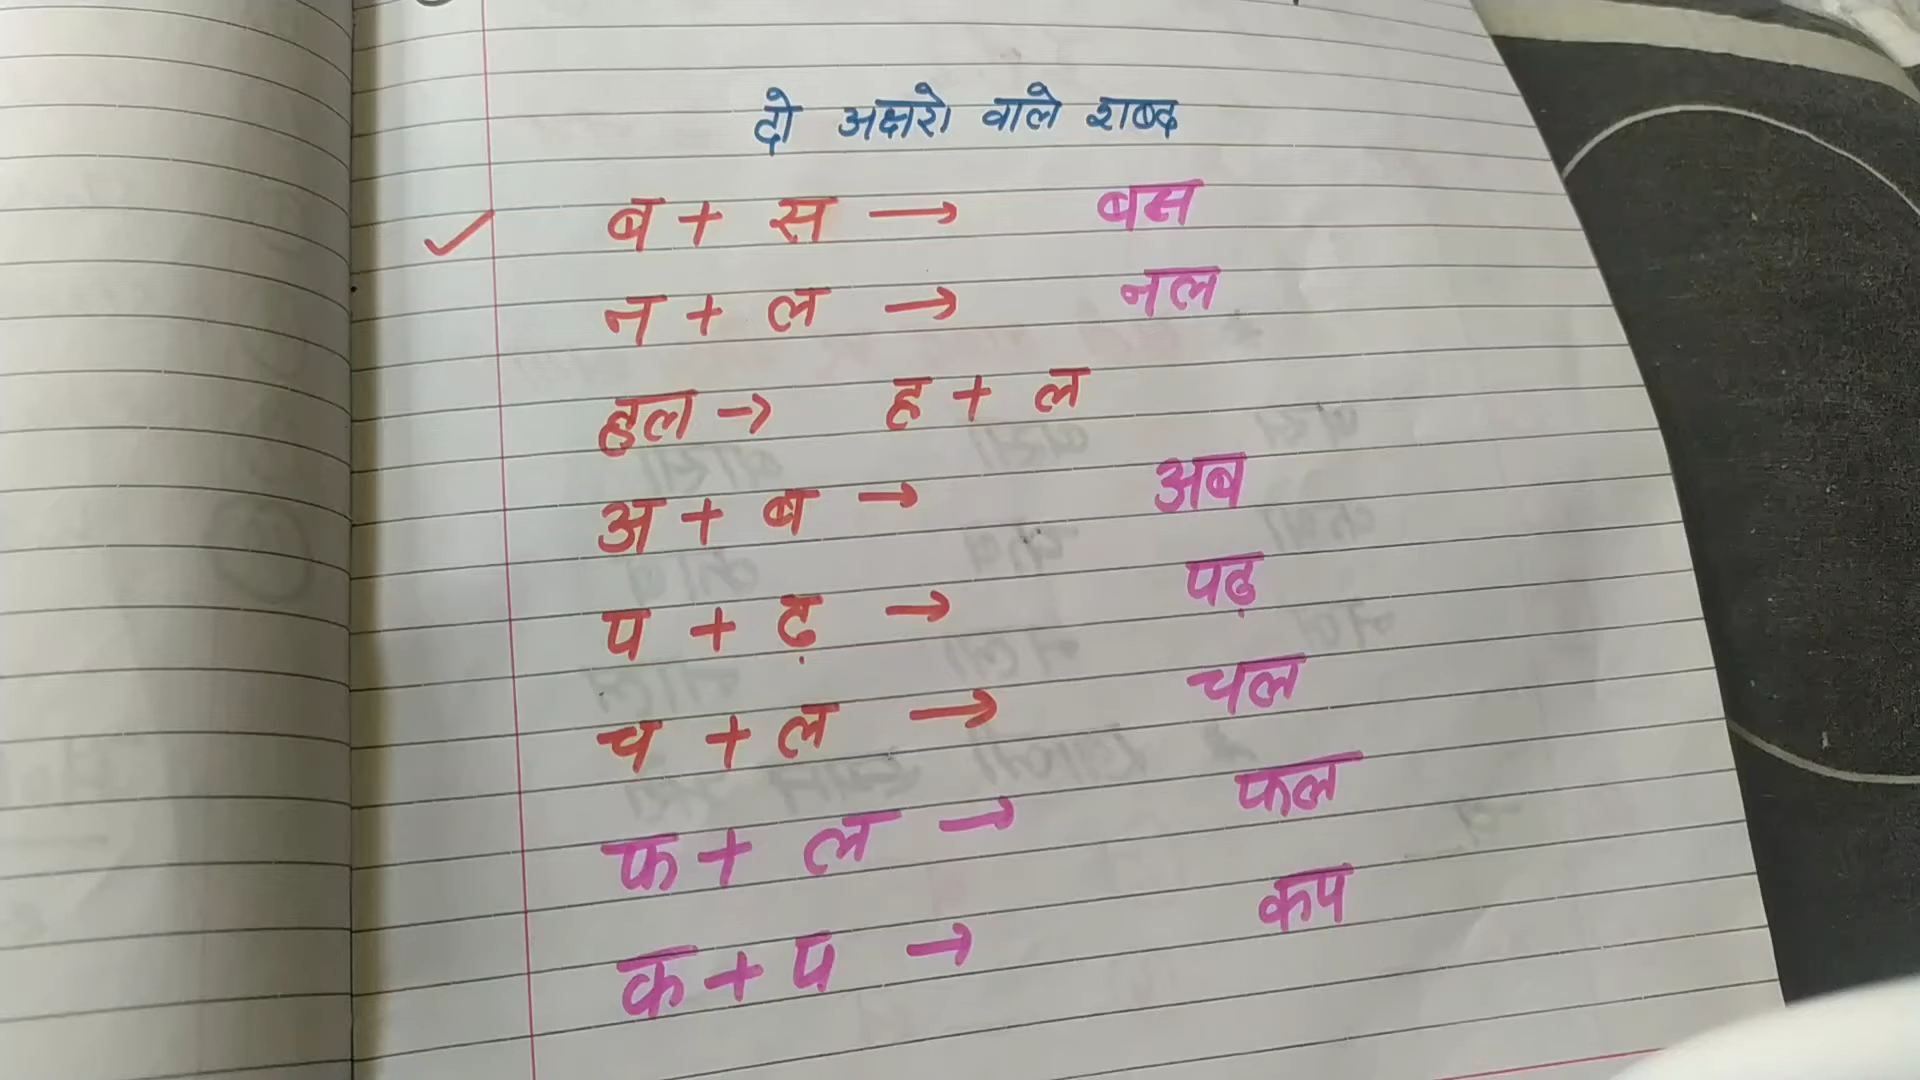 दो अक्षरो वाले शब्द
ब + स → बस
न + ल → नल
हल → ह + ल
अ + ब → अब
प + ढ़ → पढ़
च + ल → चल
फ + ल → फल
क + प → कप